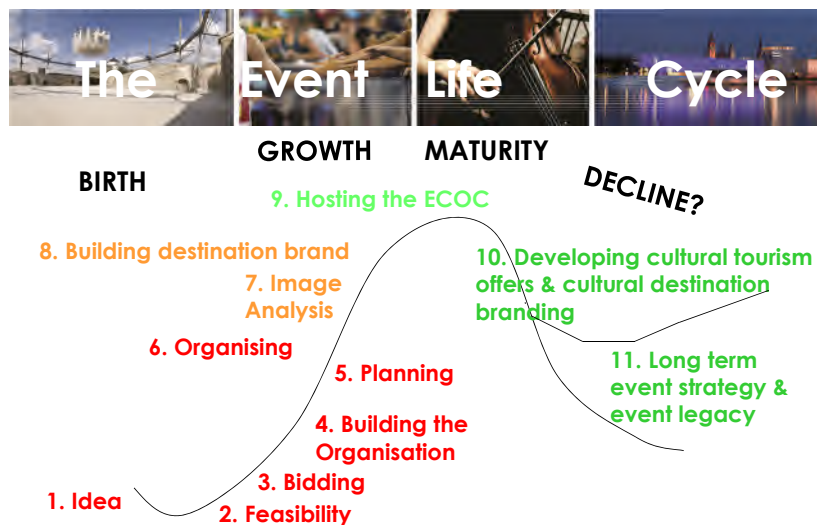 The Event Life Cycle
BIRTH
GROWTH
MATURITY
DECLINE?
9. Hosting the ECOC
8. Building destination brand
7. Image
Analysis
6. Organising
5. Planning
4. Building the
Organisation
3. Bidding
2. Feasibility
1. Idea
10. Developing cultural tourism
offers & cultural destination
branding
11. Long term
event strategy &
event legacy